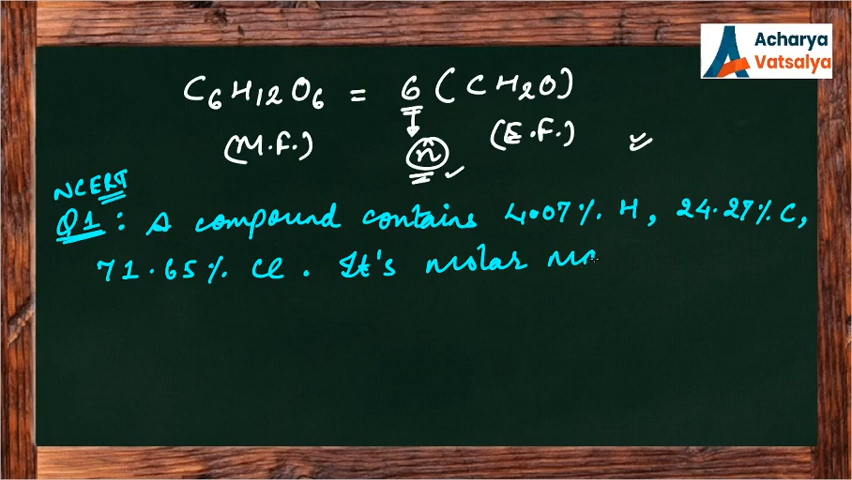 Acharya
Vatsalya
C6H12O6 = 6 (CH2O)
(M.F.) n (E.F.)
NCERT
Q1: A compound contains 4.07% H, 24.27% C,
71.65% Cl. It's molar